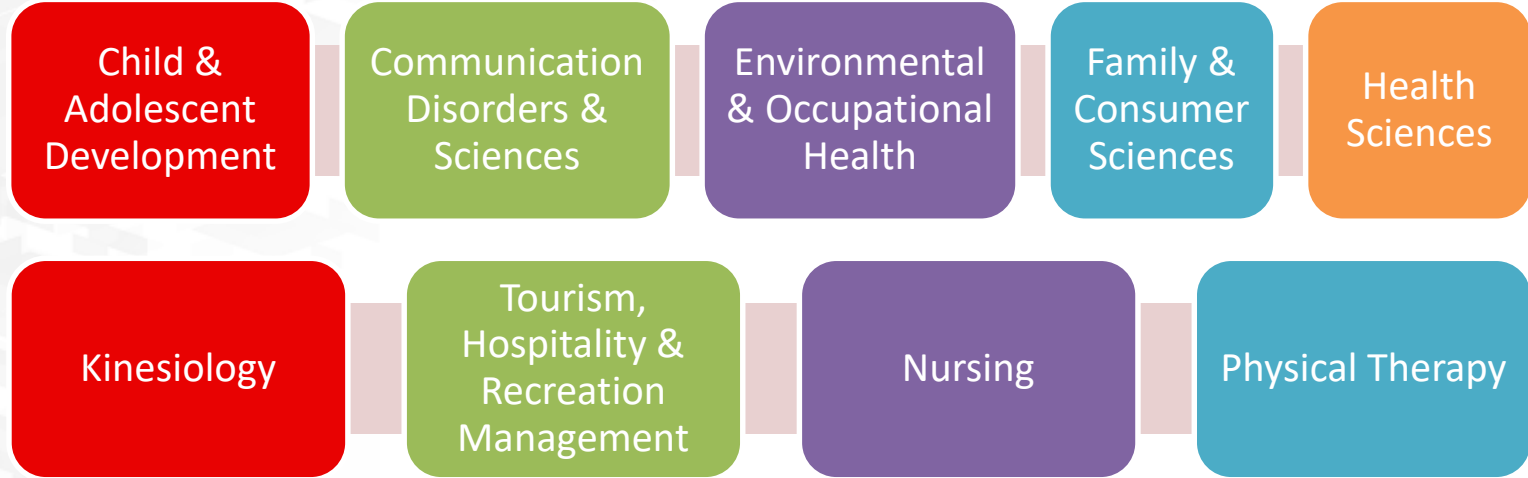 Child &
Adolescent
Development
Communication
Disorders &
Sciences
Environmental
& Occupational
Health
Family &
Consumer
Sciences
Health
Sciences
Kinesiology
Tourism,
Hospitality &
Recreation
Management
Nursing
Physical Therapy